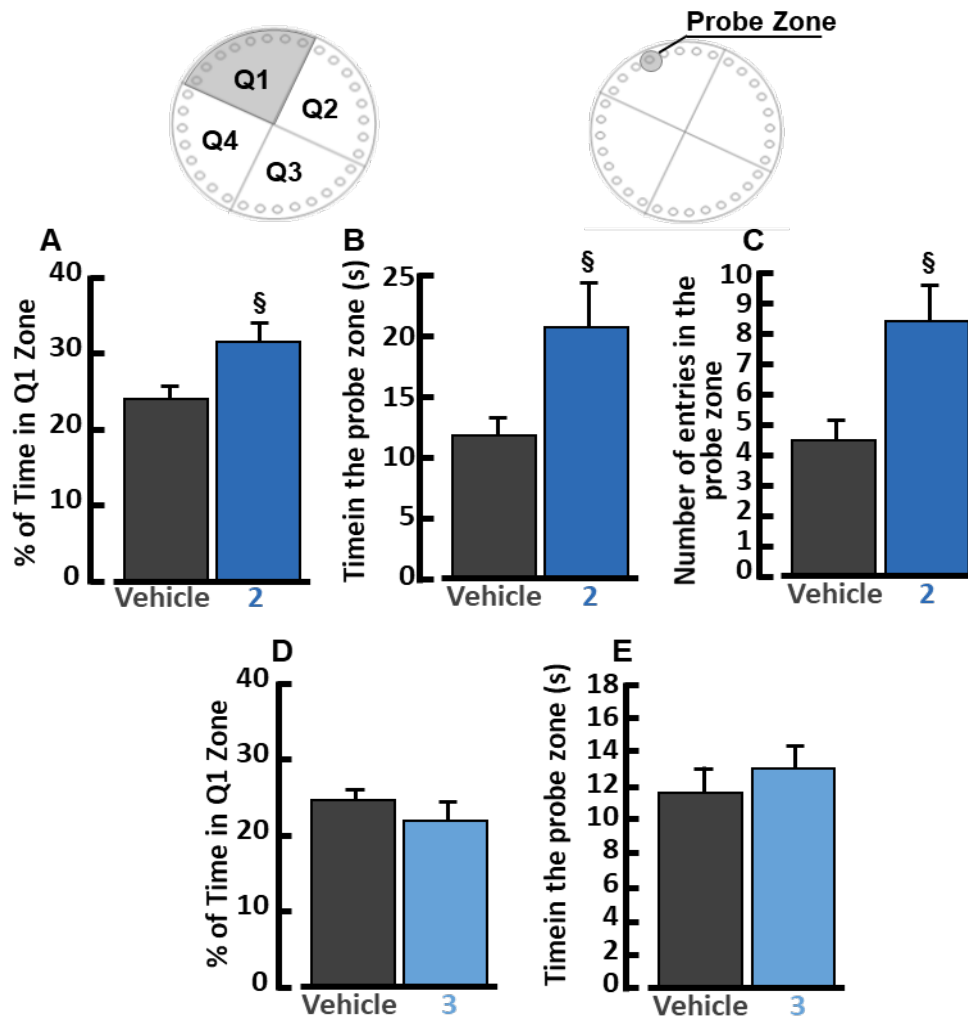 Probe Zone
Q1
Q2
Q4
Q3
A
% of Time in Q1 Zone
40
30
20
10
0
Vehicle 2
§
B
Timein the probe zone (s)
25
20
15
10
5
0
Vehicle 2
§
C
Number of entries in the
probe zone
10
9
8
7
6
5
4
3
2
1
0
Vehicle 2
§
D
% of Time in Q1 Zone
40
30
20
10
0
Vehicle 3
E
Timein the probe zone (s)
18
16
14
12
10
8
6
4
2
0
Vehicle 3